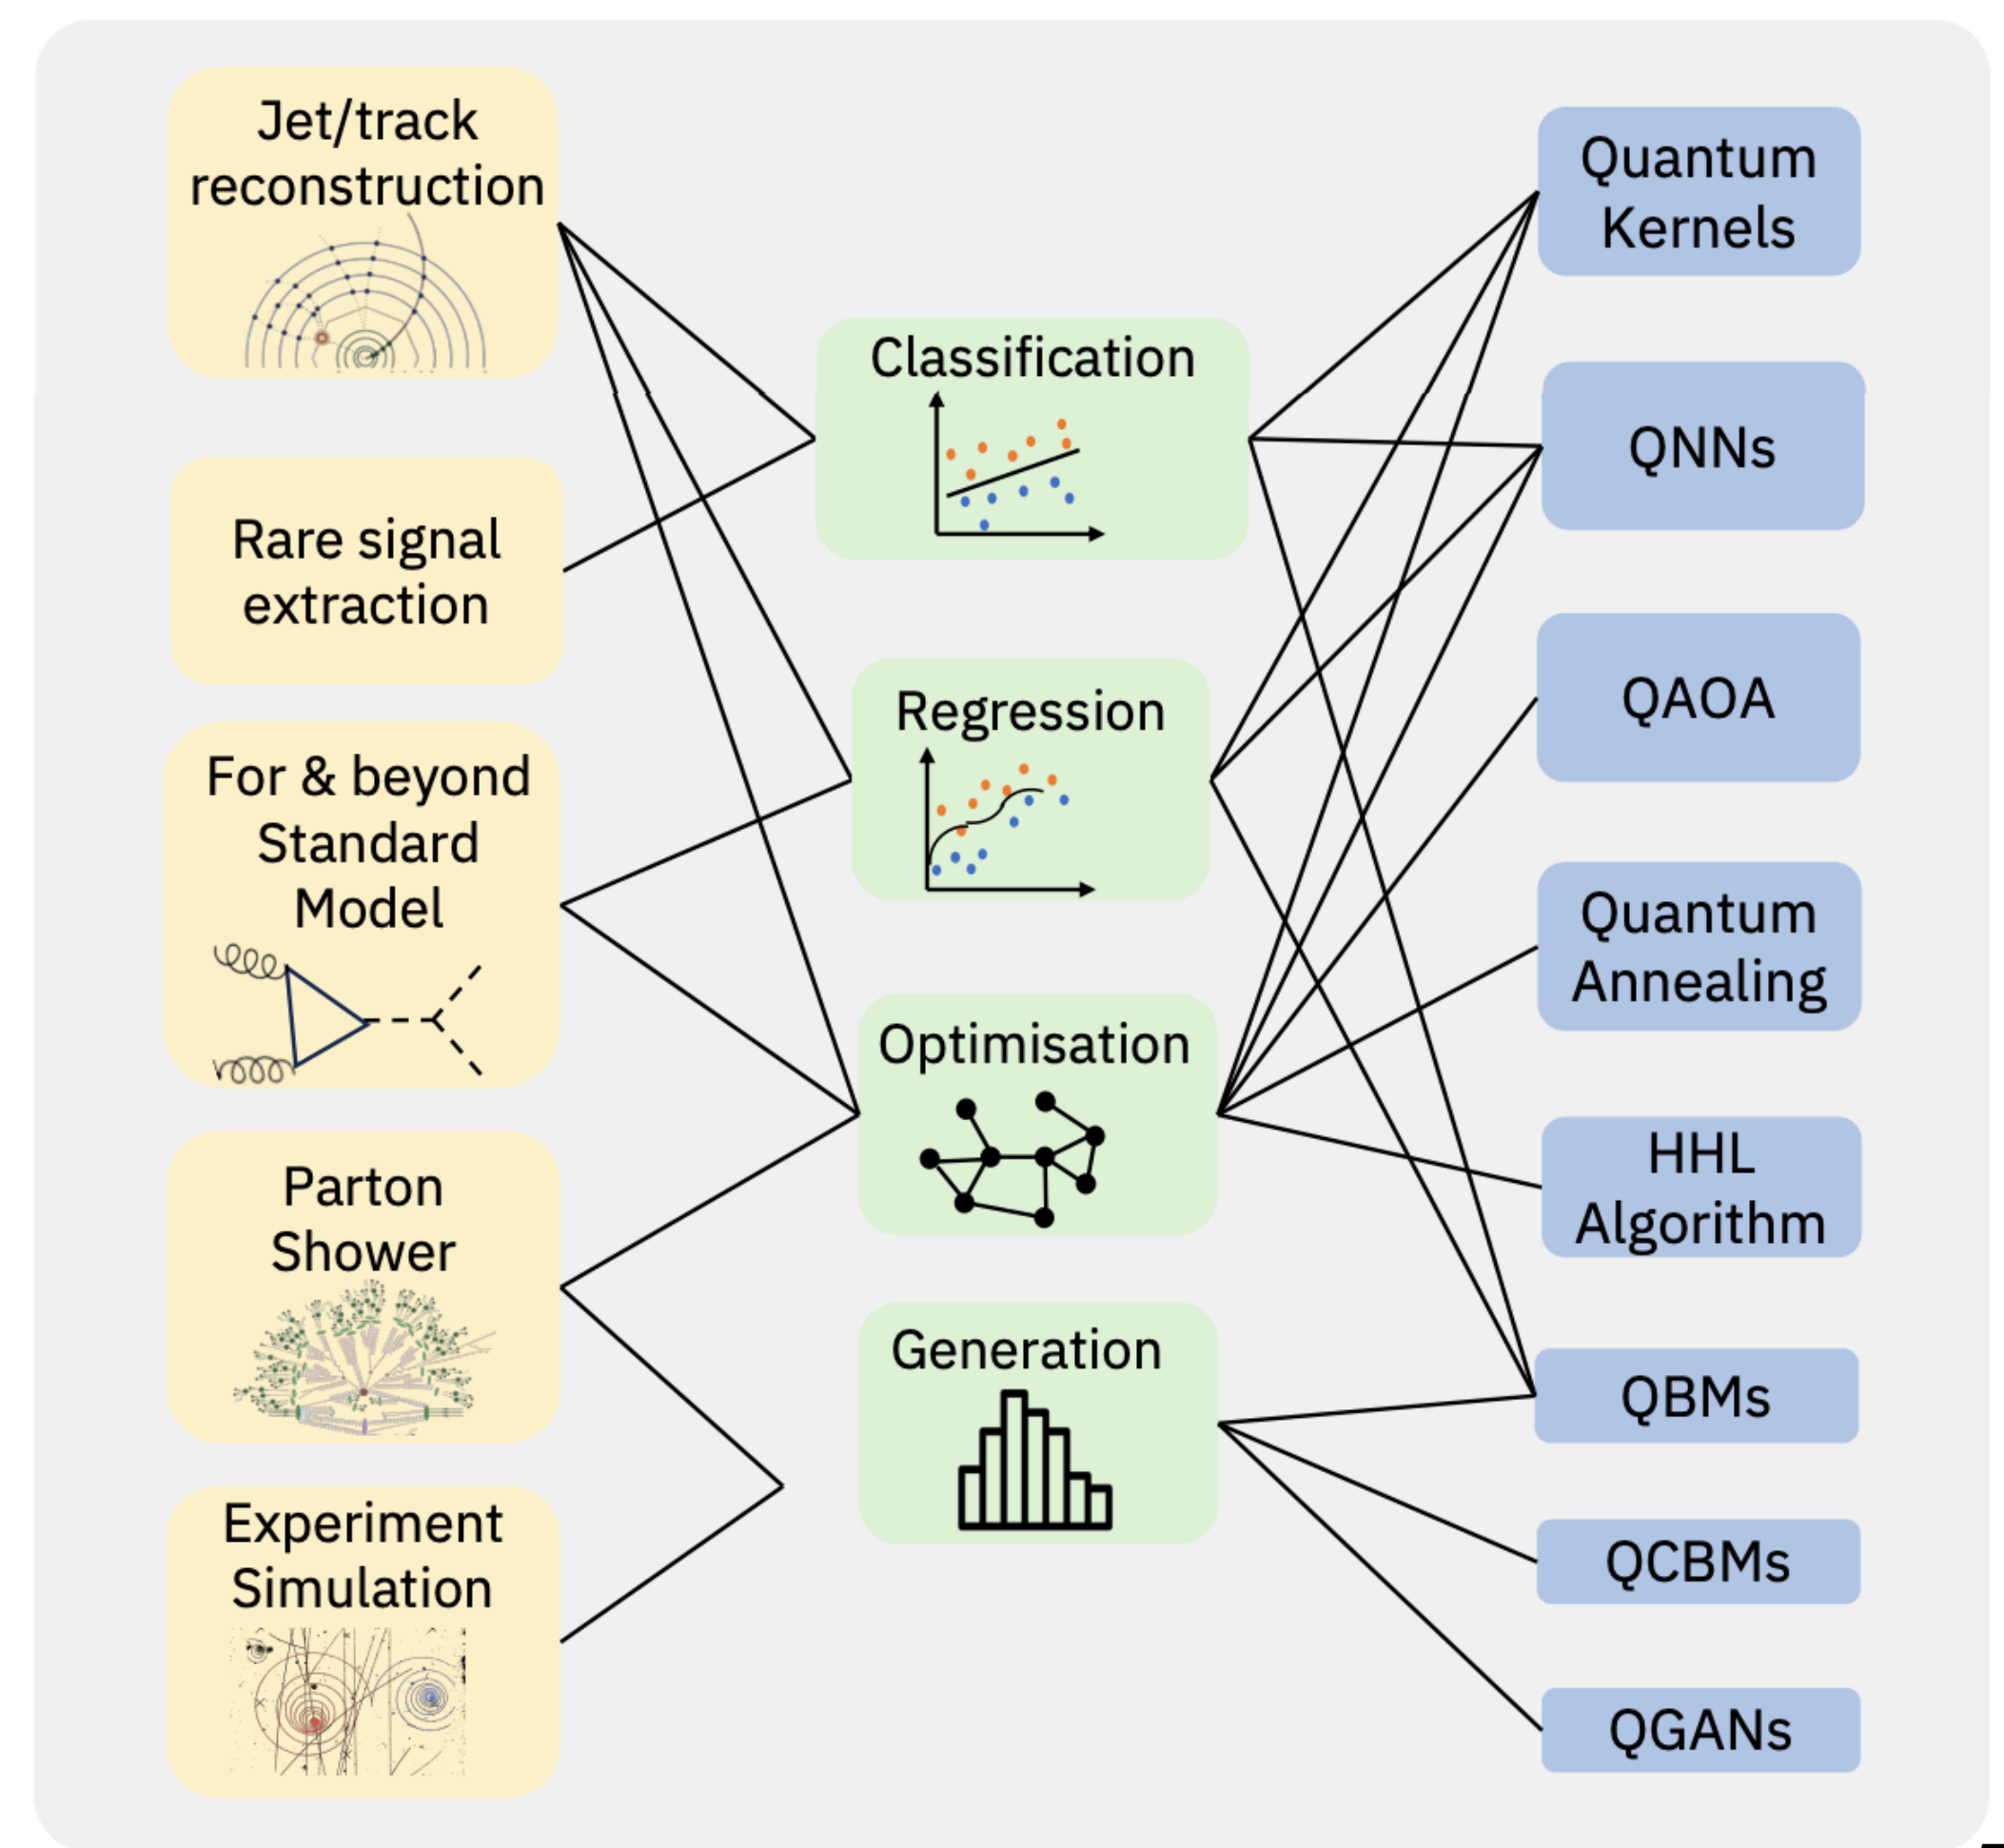 Jet/track
reconstruction
Rare signal
extraction
For & beyond
Standard
Model
Parton
Shower
Experiment
Simulation
Classification
Regression
Optimisation
Generation
Quantum
Kernels
QNNs
QAOA
Quantum
Annealing
HHL
Algorithm
QBMs
QCBMs
QGANs